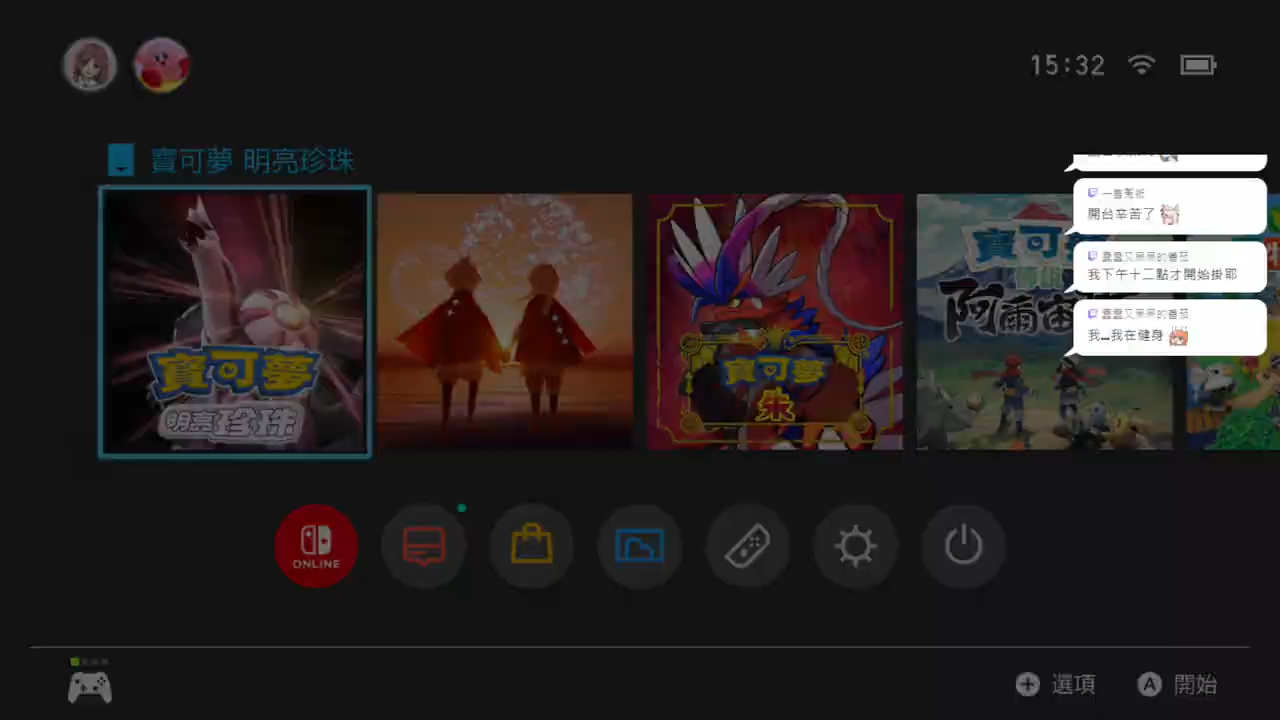 15:32
寶可夢 明亮珍珠
寶可夢
明亮珍珠
寶可夢
朱
寶可夢
阿爾宙
開台辛苦了
我下午十二點才開始掛耶
我...我在健身
ONLINE
選項
A
開始